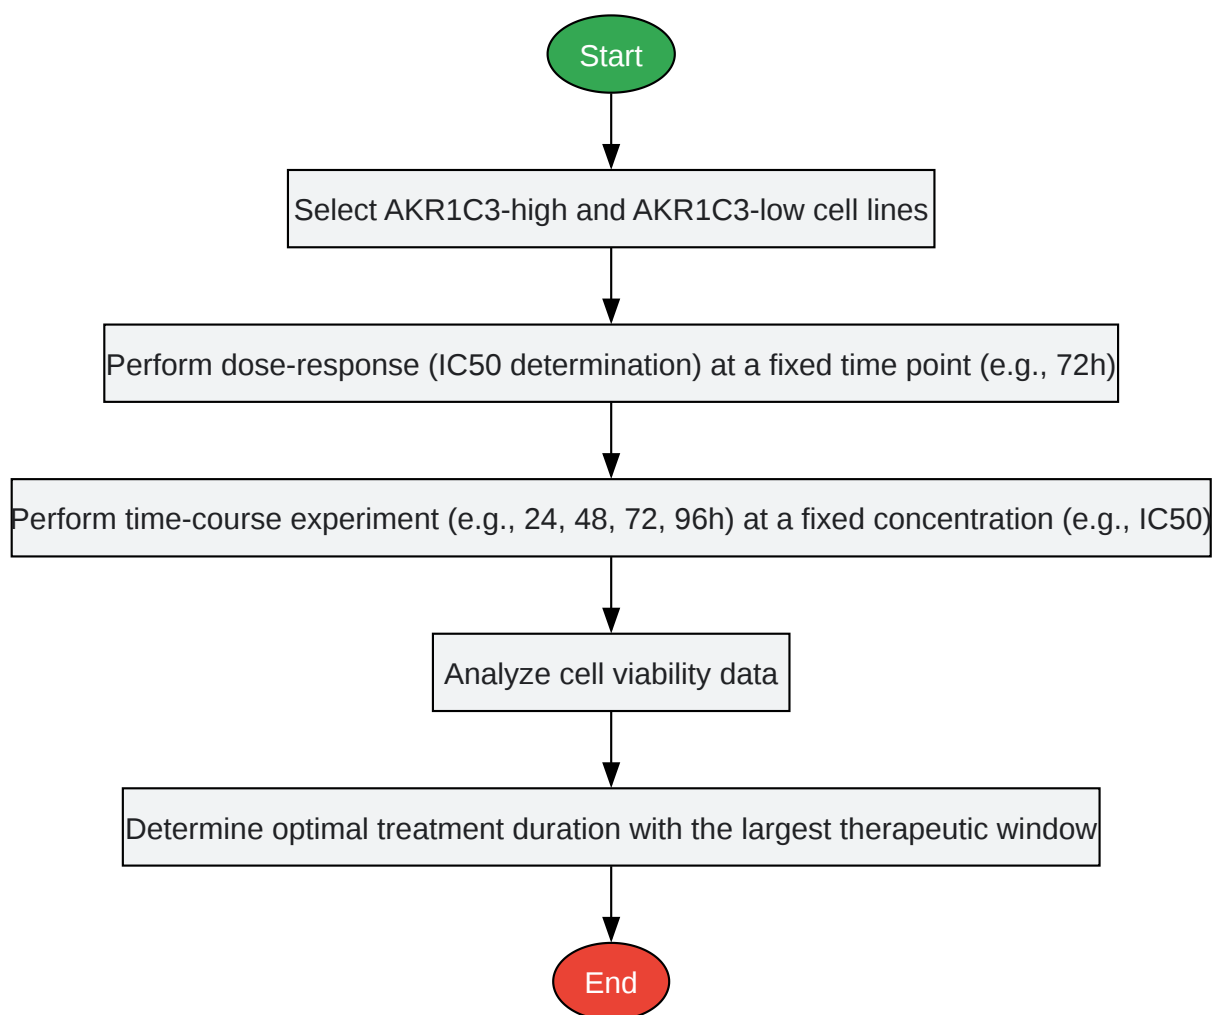 Start
Select AKR1C3-high and AKR1C3-low cell lines
Perform dose-response (IC50 determination) at a fixed time point (e.g., 72h)
Perform time-course experiment (e.g., 24, 48, 72, 96h) at a fixed concentration (e.g., IC50)
Analyze cell viability data
Determine optimal treatment duration with the largest therapeutic window
End